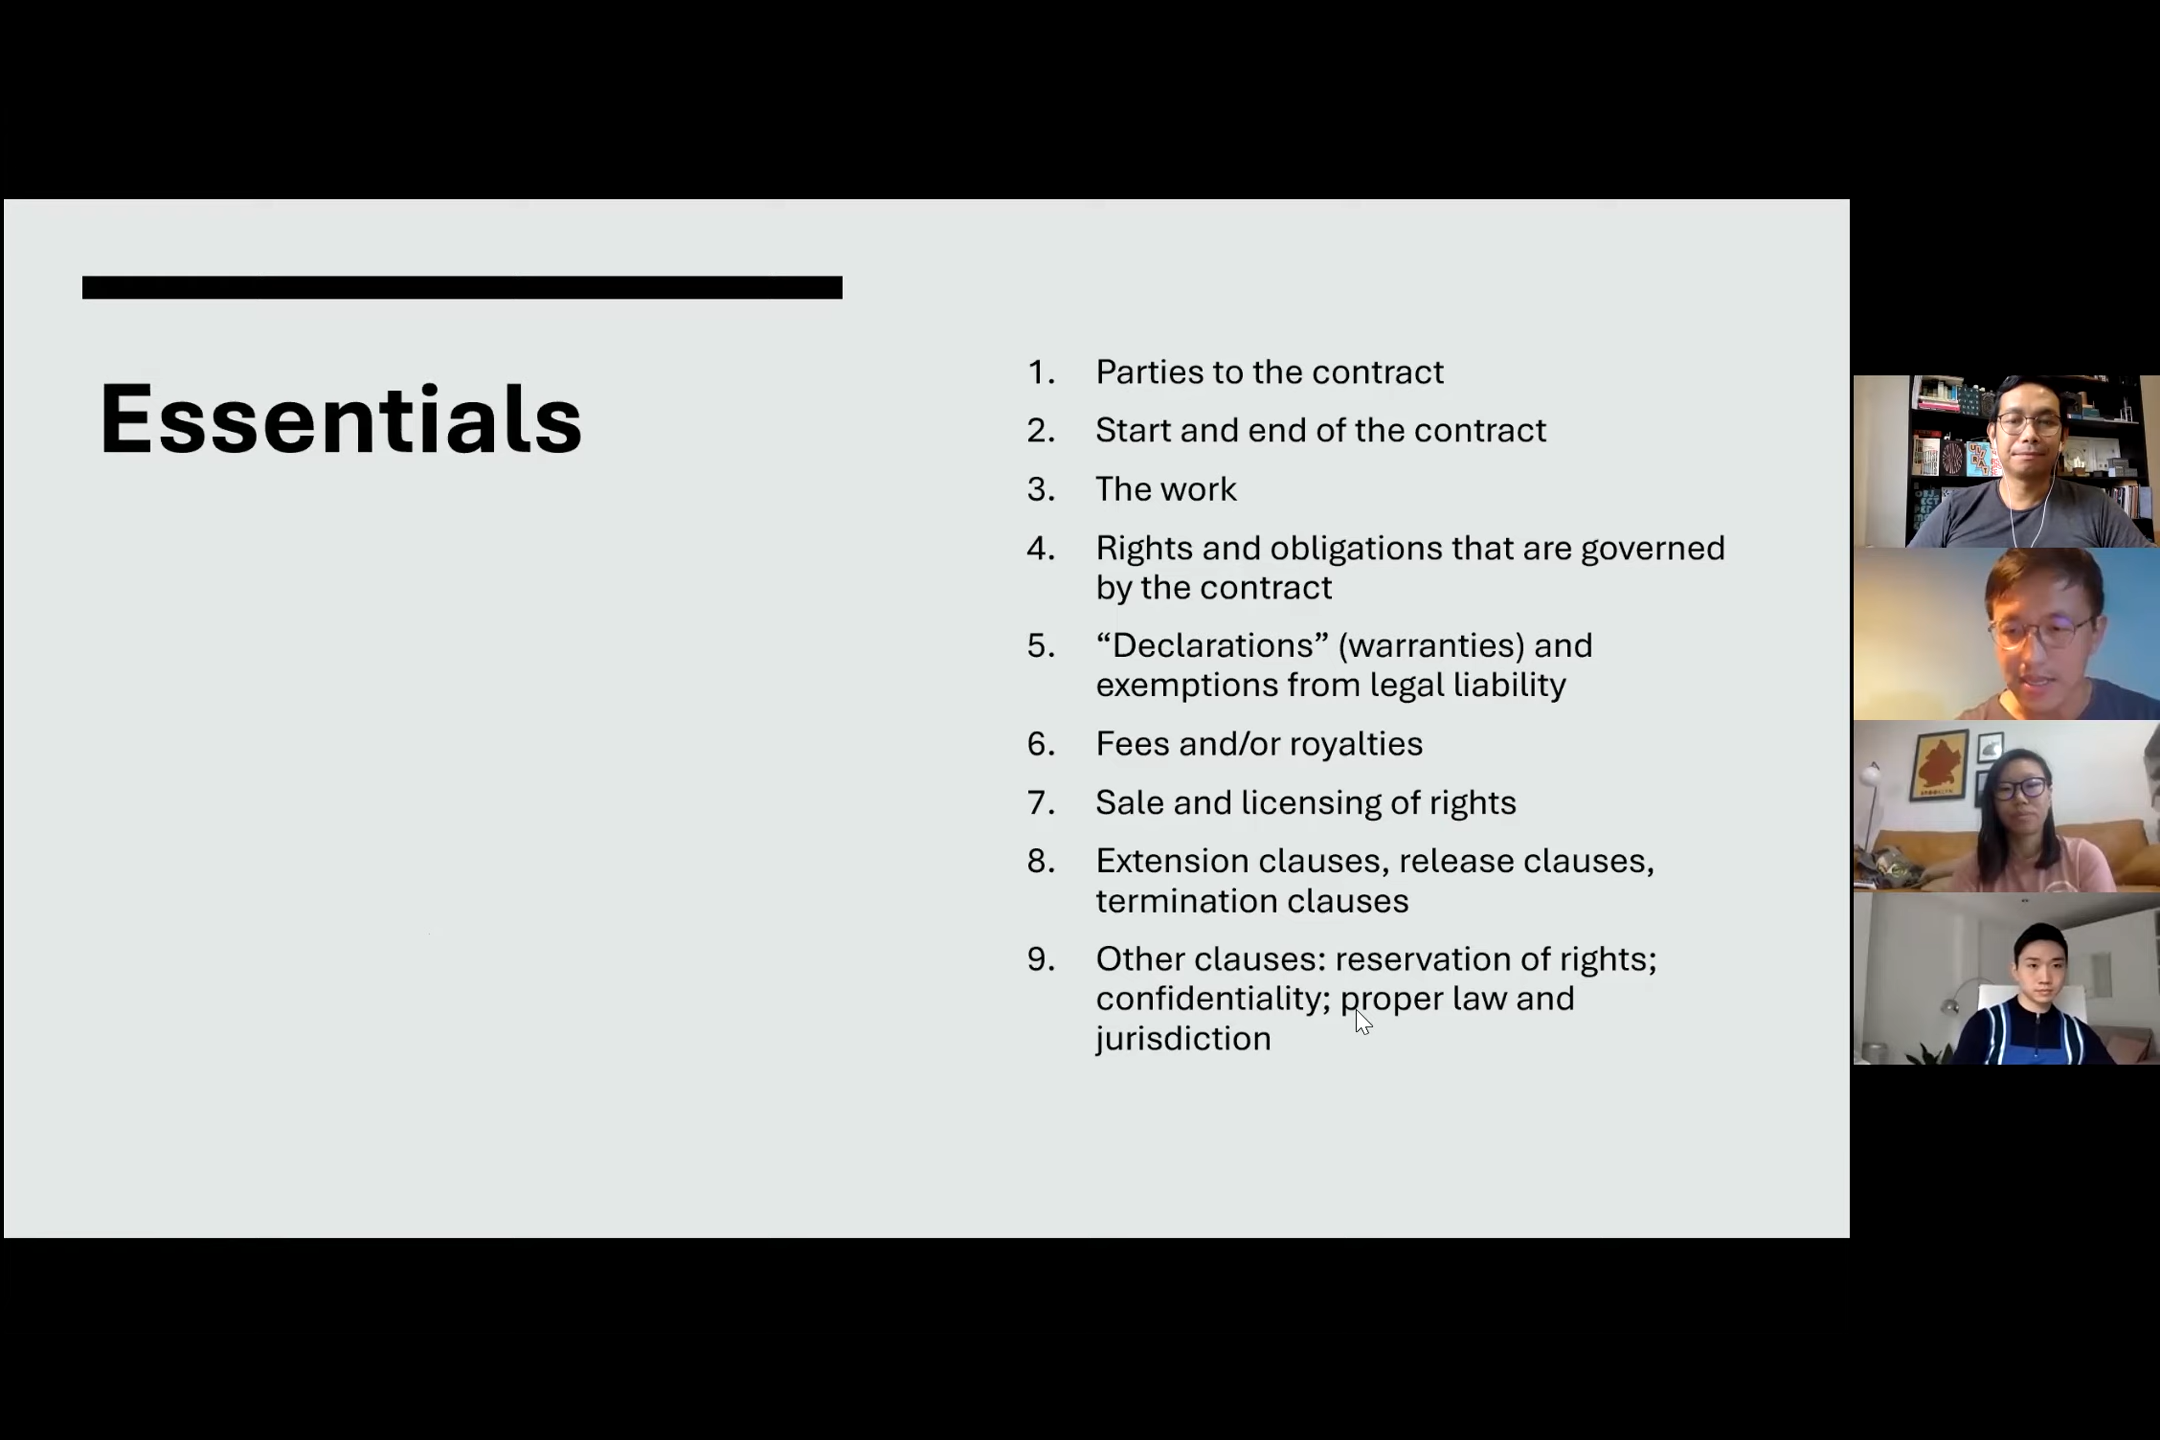 Essentials
1. Parties to the contract
2. Start and end of the contract
3. The work
4. Rights and obligations that are governed
by the contract
5. “Declarations” (warranties) and
exemptions from legal liability
6. Fees and/or royalties
7. Sale and licensing of rights
8. Extension clauses, release clauses,
termination clauses
9. Other clauses: reservation of rights;
confidentiality; proper law and
jurisdiction